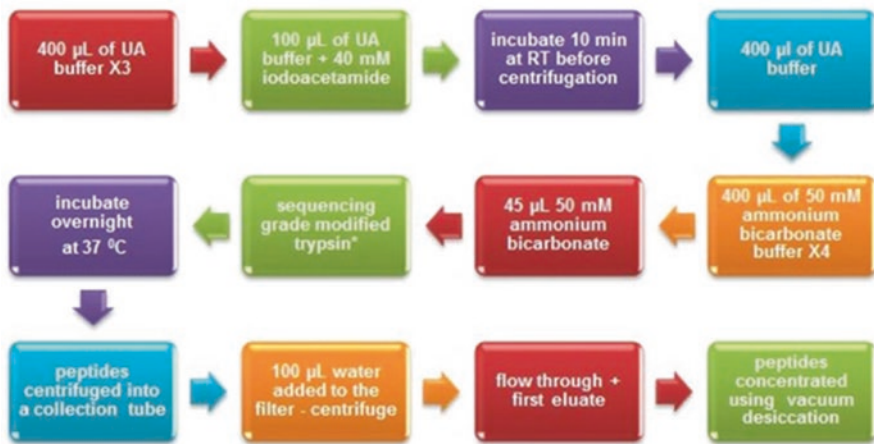 400 µL of UA
buffer X3
100 µL of UA
buffer + 40 mM
iodoacetamide
incubate 10 min
at RT before
centrifugation
400 µl of UA
buffer
400 µL of 50 mM
ammonium
bicarbonate
buffer X4
45 µL 50 mM
ammonium
bicarbonate
sequencing
grade modified
trypsin*
incubate
overnight
at 37 ⁰C
peptides
centrifuged into
a collection tube
100 µL water
added to the
filter - centrifuge
flow through +
first eluate
peptides
concentrated
using vacuum
desiccation